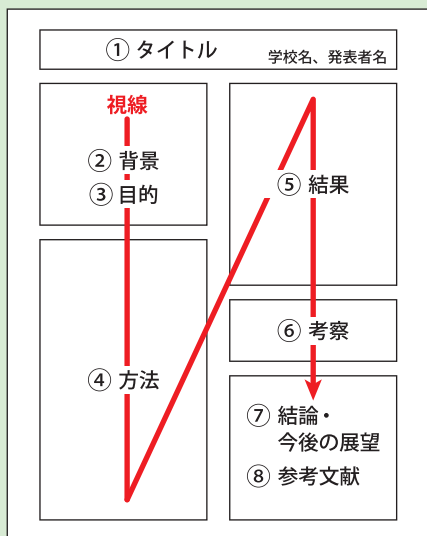 ① タイトル
学校名、発表者名
視線
② 背景
③ 目的
④ 方法
⑤ 結果
⑥ 考察
⑦ 結論・
今後の展望
⑧ 参考文献